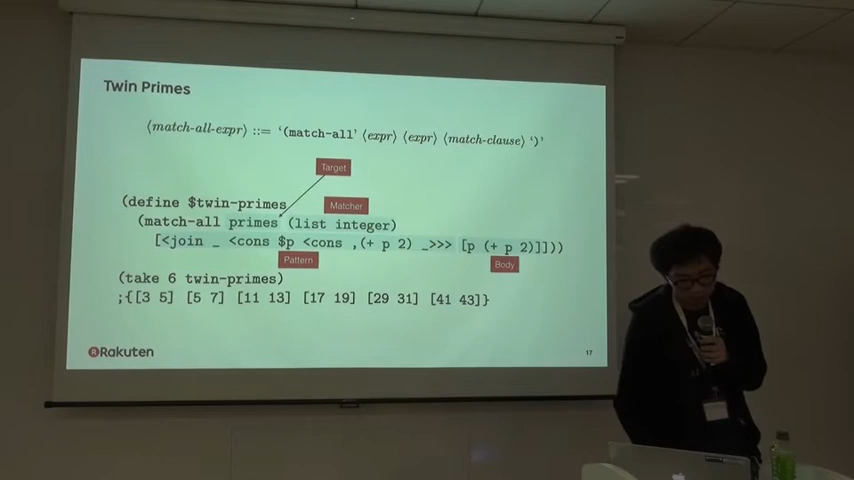 Twin Primes
⟨match-all-expr⟩ ::= ‘(match-all’ ⟨expr⟩ ⟨expr⟩ ⟨match-clause⟩ ‘)’
Target
(define $twin-primes
Matcher
(match-all primes (list integer)
[<join _ <cons $p <cons ,(+ p 2) _>>> [p (+ p 2)]]))
Pattern
Body
(take 6 twin-primes)
;{[3 5] [5 7] [11 13] [17 19] [29 31] [41 43]}
R Rakuten
17